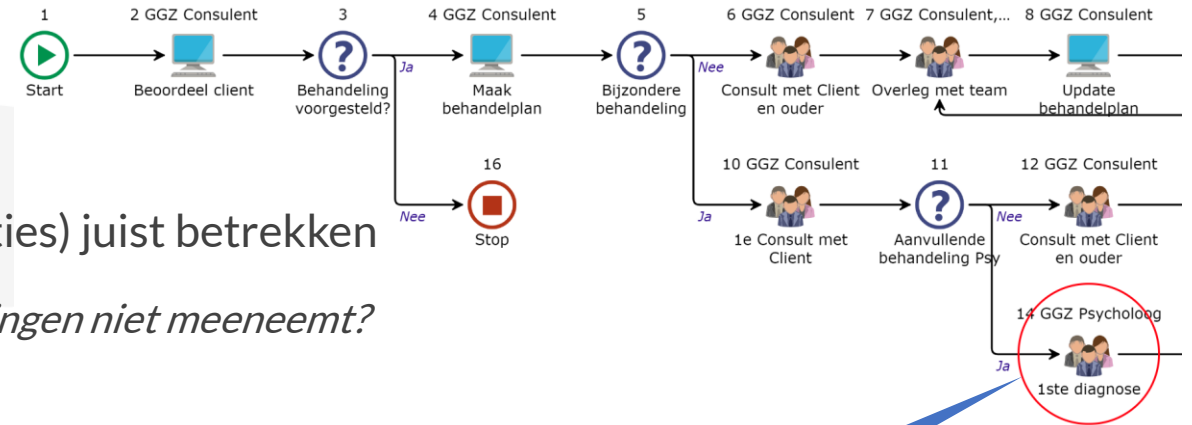 1
2 GGZ Consulent
3
4 GGZ Consulent
5
6 GGZ Consulent
7 GGZ Consulent,...
8 GGZ Consulent
Start
Beoordeel client
Behandeling
voorgesteld?
Ja
Maak
behandelplan
Bijzondere
behandeling
Nee
Consult met Client
en ouder
Overleg met team
Update
behandelplan
16
Nee
Stop
10 GGZ Consulent
11
12 GGZ Consulent
Ja
1e Consult met
Client
Aanvullende
behandeling Psy
Nee
Consult met Client
en ouder
14 GGZ Psycholoog
Ja
1ste diagnose
ties) juist betrekken
ingen niet meeneemt?